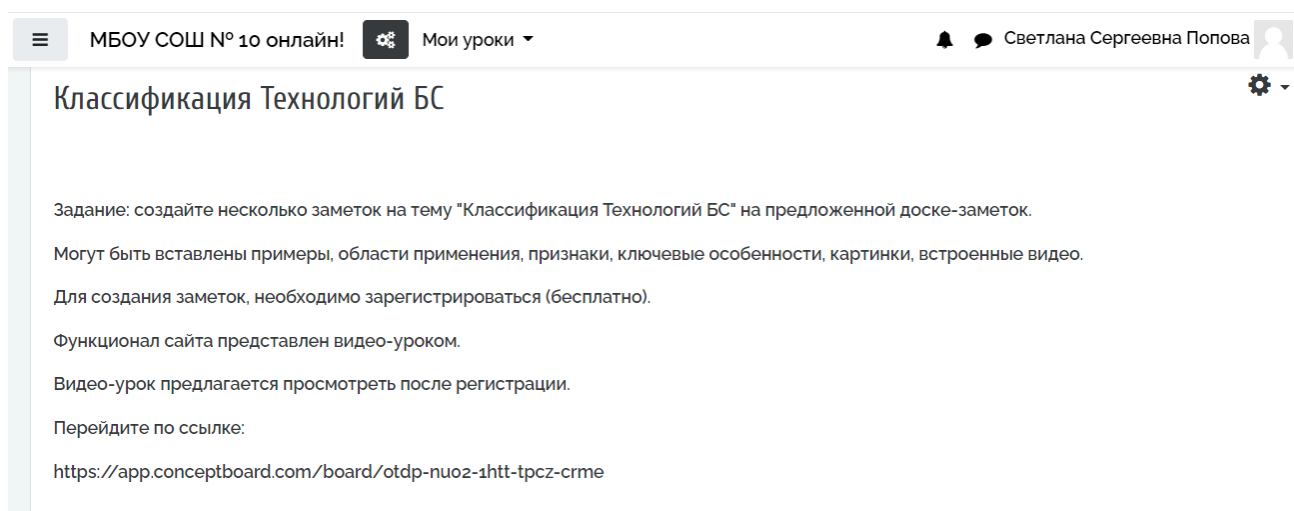 МБОУ СОШ № 10 онлайн! Мои уроки Светлана Сергеевна Попова
Классификация Технологий БС
Задание: создайте несколько заметок на тему "Классификация Технологий БС" на предложенной доске-заметок.
Могут быть вставлены примеры, области применения, признаки, ключевые особенности, картинки, встроенные видео.
Для создания заметок, необходимо зарегистрироваться (бесплатно).
Функционал сайта представлен видео-уроком.
Видео-урок предлагается просмотреть после регистрации.
Перейдите по ссылке:
https://app.conceptboard.com/board/otdp-nuo2-1htt-tpcz-crme